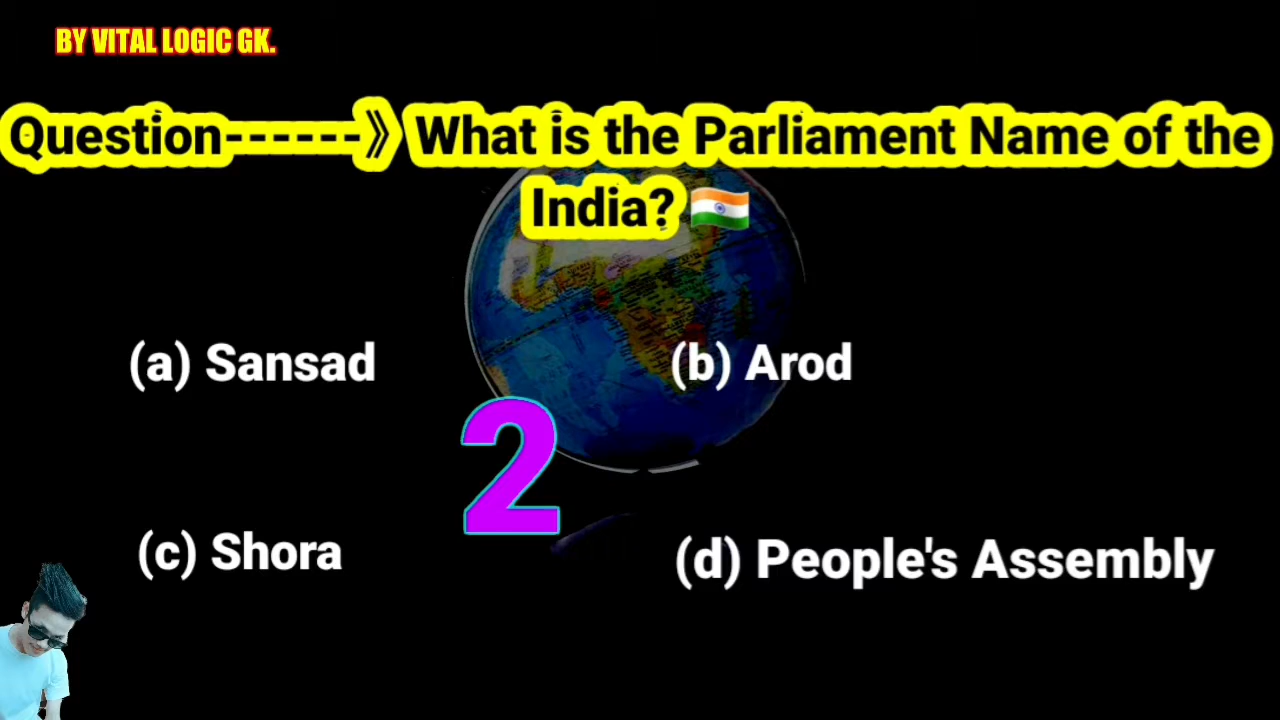 BY VITAL LOGIC GK.
Question------》What is the Parliament Name of the
India? 🇮🇳
(a) Sansad
(b) Arod
2
(c) Shora
(d) People's Assembly